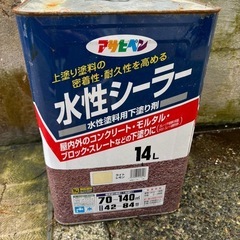 アサヒペン
上塗り塗料の
密着性・耐久性を高める
水性シーラー
水性塗料用下塗り剤
屋内外のコンクリート・モルタル・
ブロック・スレートなどの下塗りに
14L
70〜140
42〜84